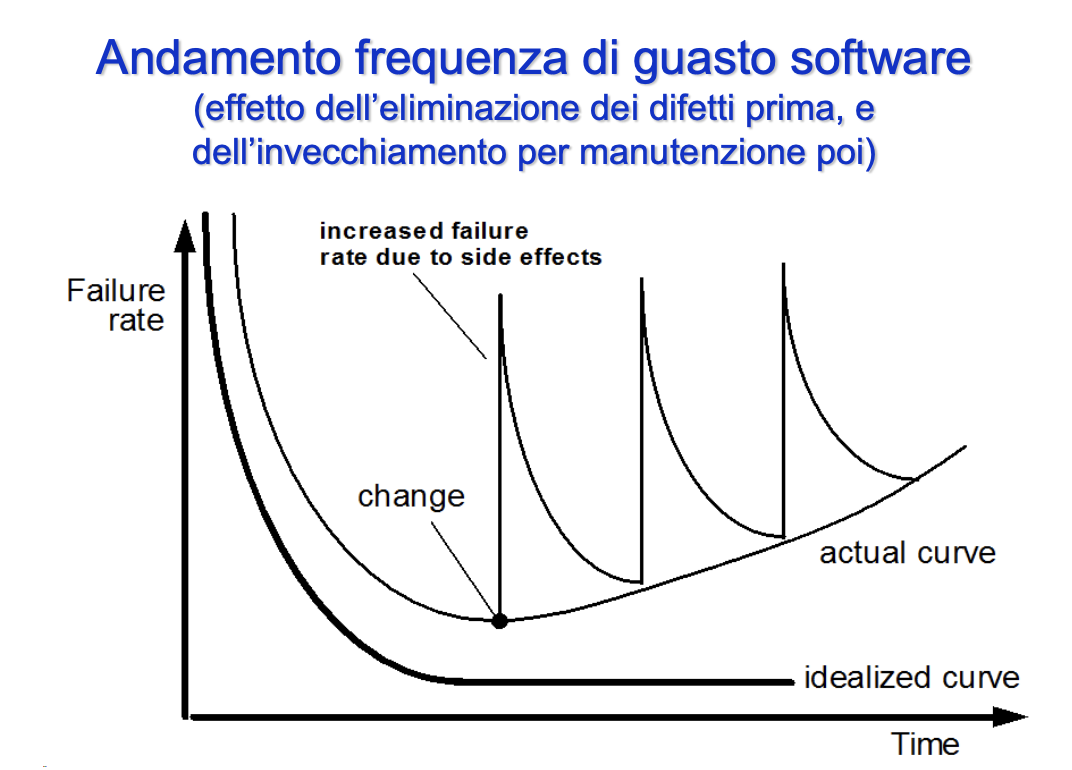 Andamento frequenza di guasto software
(effetto dell’eliminazione dei difetti prima, e
dell’invecchiamento per manutenzione poi)
increased failure
rate due to side effects
Failure
rate
change
actual curve
idealized curve
Time